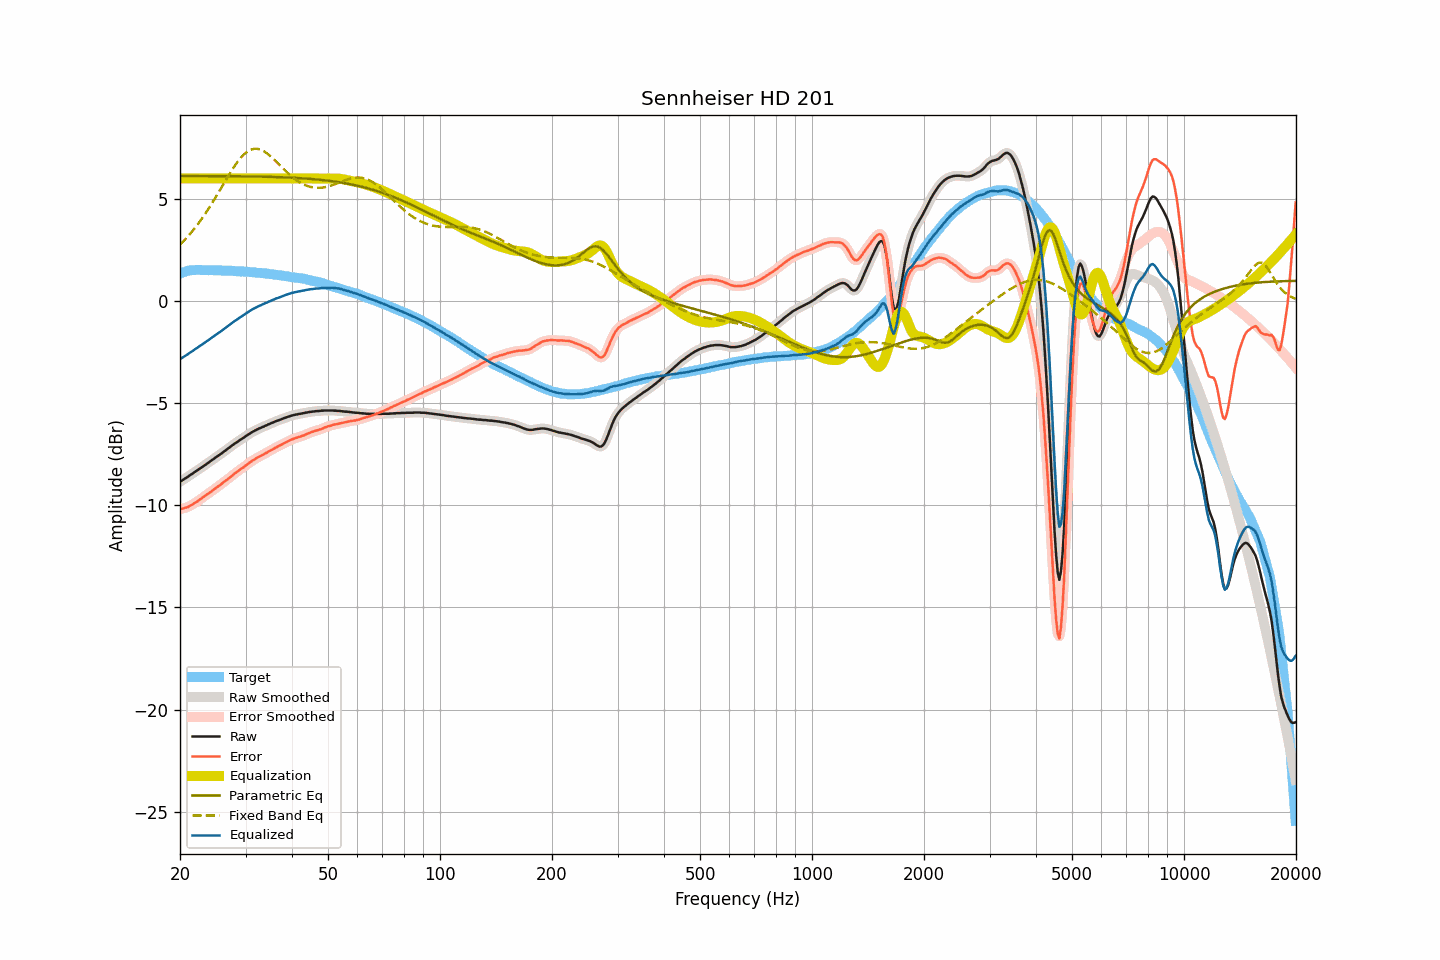 Sennheiser HD 201
Amplitude (dBr)
5
0
−5
−10
−15
−20
−25
Target
Raw Smoothed
Error Smoothed
Raw
Error
Equalization
Parametric Eq
Fixed Band Eq
Equalized
20 50 100 200 500 1000 2000 5000 10000 20000
Frequency (Hz)